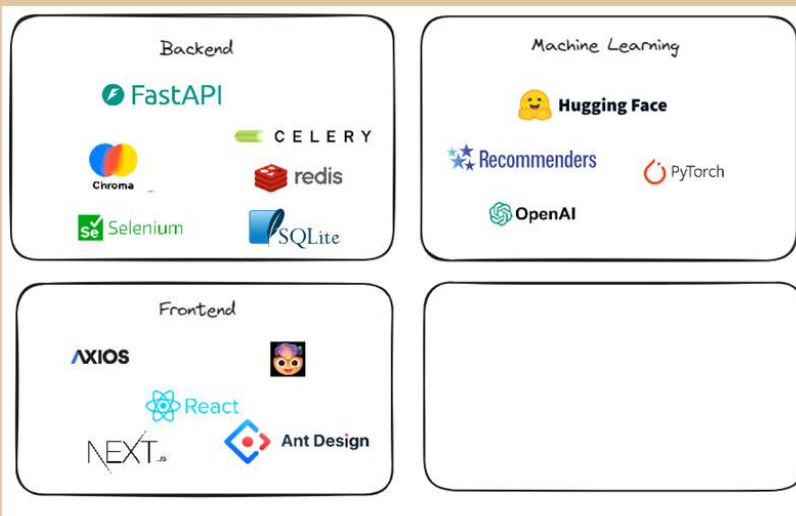 Backend
FastAPI
CELERY
Chroma
redis
Se Selenium
SQLite
Machine Learning
Hugging Face
Recommenders
PyTorch
OpenAI
Frontend
AXIOS
React
NEXT.JS
Ant Design